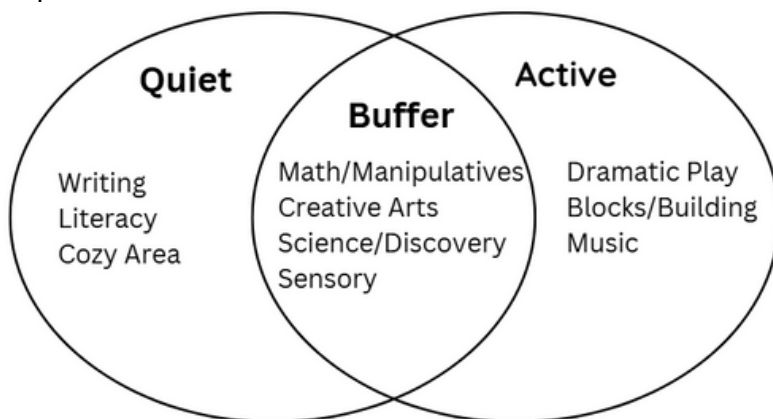 Quiet
Writing
Literacy
Cozy Area
Buffer
Math/Manipulatives
Creative Arts
Science/Discovery
Sensory
Active
Dramatic Play
Blocks/Building
Music